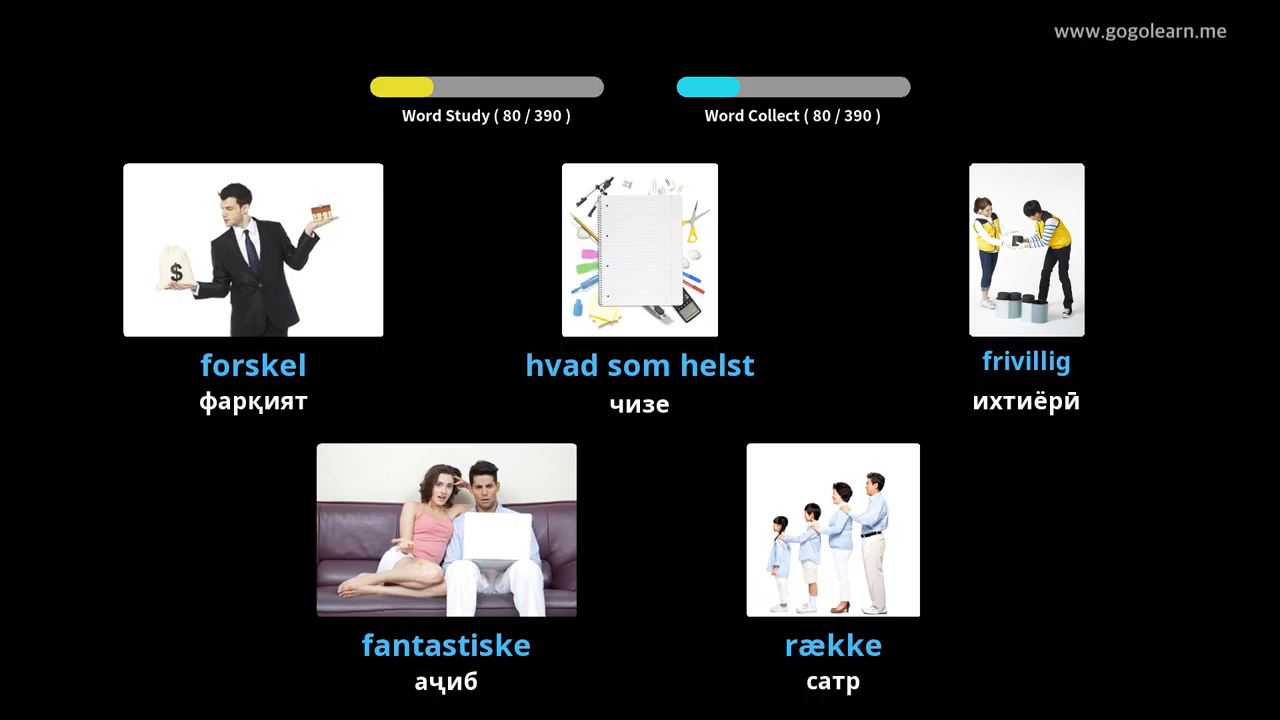 www.gogolearn.me
Word Study ( 80 / 390 )
Word Collect ( 80 / 390 )
$
forskel
фарқият
hvad som helst
чизе
frivillig
ихтиёрӣ
fantastiske
аҷиб
række
сатр